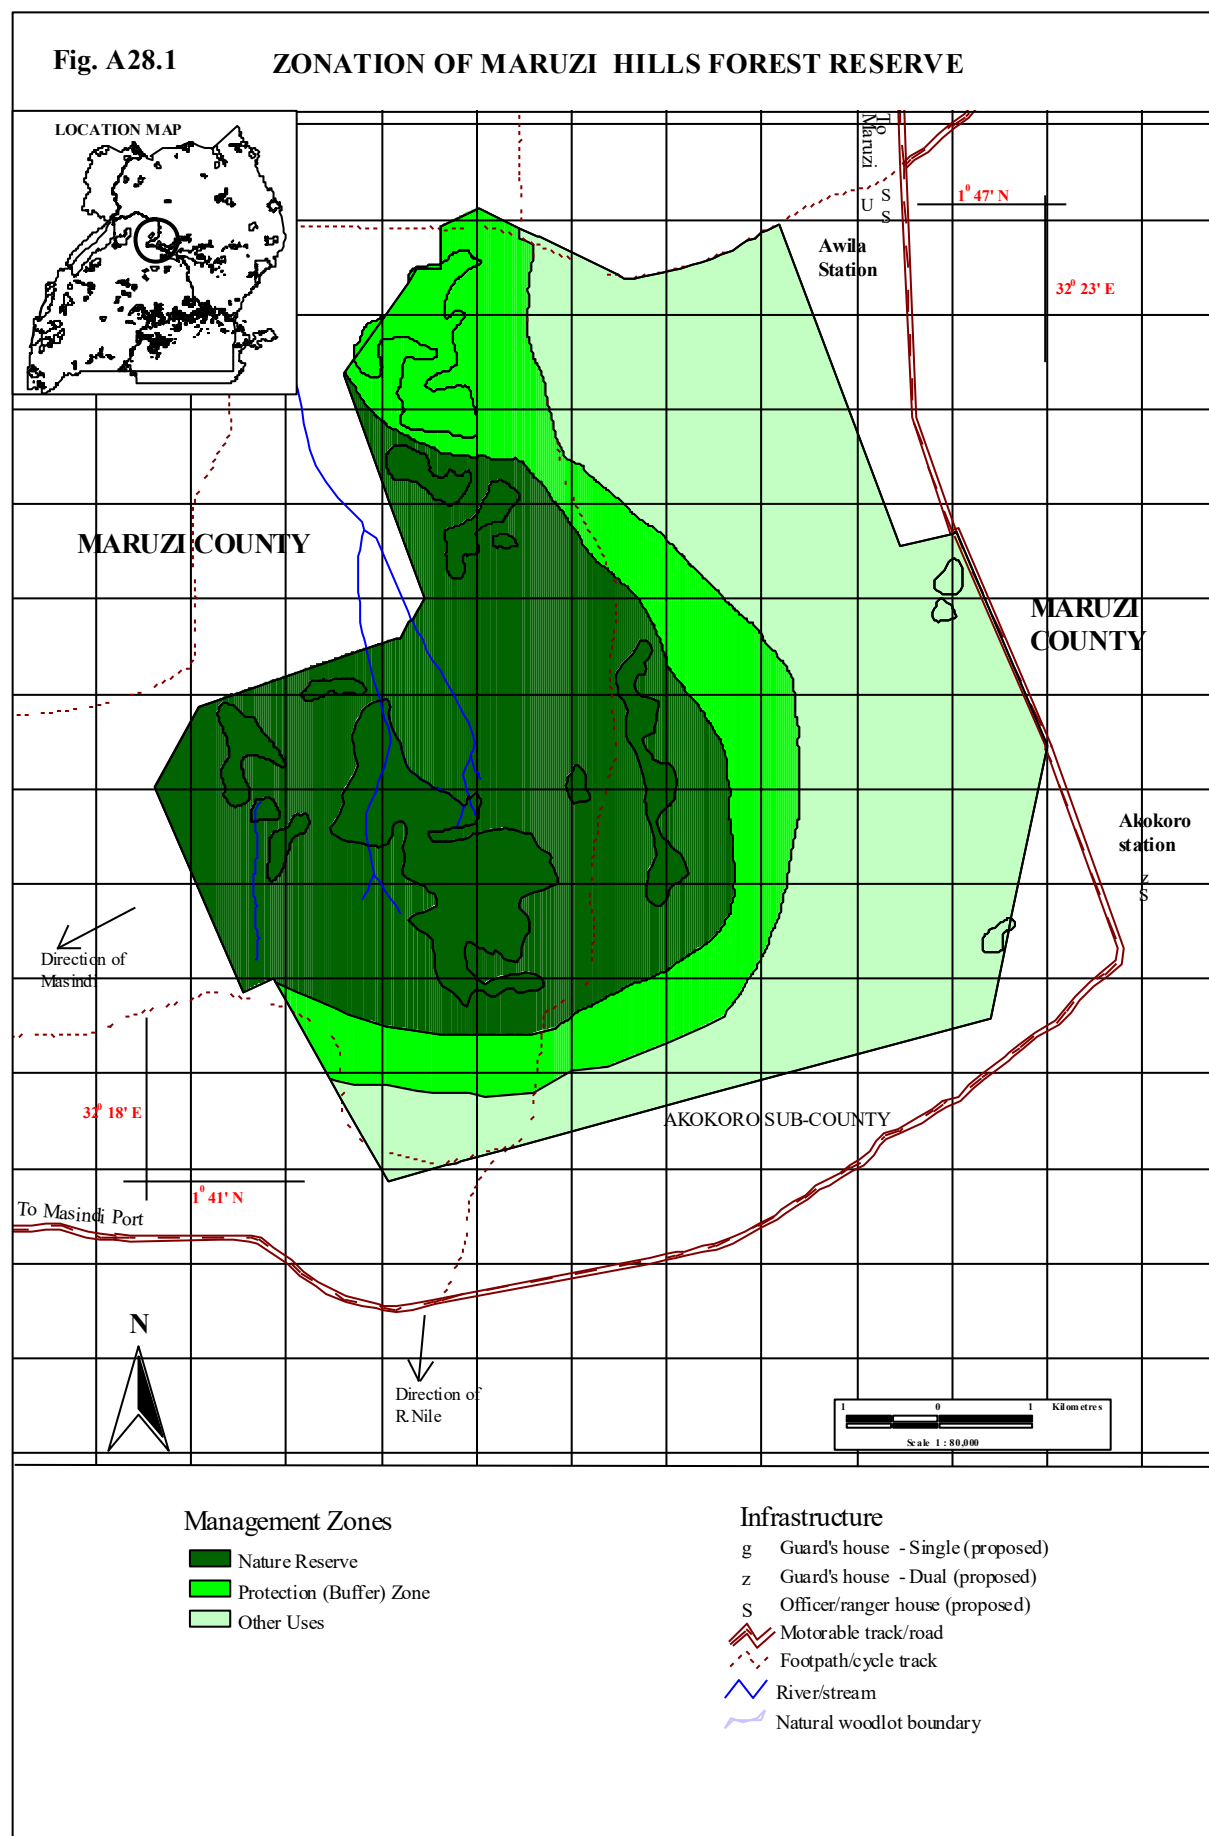 Fig. A28.1
ZONATION OF MARUZI HILLS FOREST RESERVE
LOCATION MAP
To
Maruzi
S
U S
1⁰ 47' N
Awila
Station
32⁰ 23' E
MARUZI COUNTY
MARUZI
COUNTY
Akokoro
station
z
S
Direction of
Masindi
32⁰ 18' E
AKOKORO SUB-COUNTY
1⁰ 41' N
To Masindi Port
N
Direction of
R.Nile
1 0 1 Kilometres
Scale 1 : 80,000
Management Zones
Nature Reserve
Protection (Buffer) Zone
Other Uses
Infrastructure
g Guard's house - Single (proposed)
z Guard's house - Dual (proposed)
S Officer/ranger house (proposed)
Motorable track/road
Footpath/cycle track
River/stream
Natural woodlot boundary